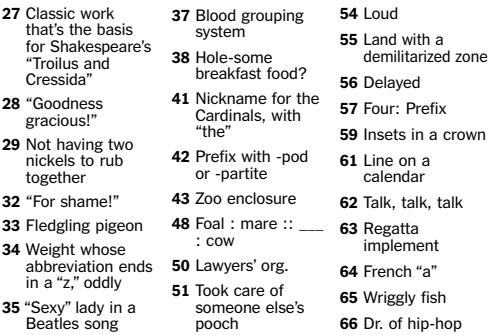 27 Classic work
that's the basis
for Shakespeare's
"Troilus and
Cressida"
28 "Goodness
gracious!"
29 Not having two
nickels to rub
together
32 "For shame!"
33 Fledgling pigeon
34 Weight whose
abbreviation ends
in a "z," oddly
35 "Sexy" lady in a
Beatles song
37 Blood grouping
system
38 Hole-some
breakfast food?
41 Nickname for the
Cardinals, with
"the"
42 Prefix with -pod
or -partite
43 Zoo enclosure
48 Foal : mare :: ___
: cow
50 Lawyers' org.
51 Took care of
someone else's
pooch
54 Loud
55 Land with a
demilitarized zone
56 Delayed
57 Four: Prefix
59 Insets in a crown
61 Line on a
calendar
62 Talk, talk, talk
63 Regatta
implement
64 French "a"
65 Wriggly fish
66 Dr. of hip-hop